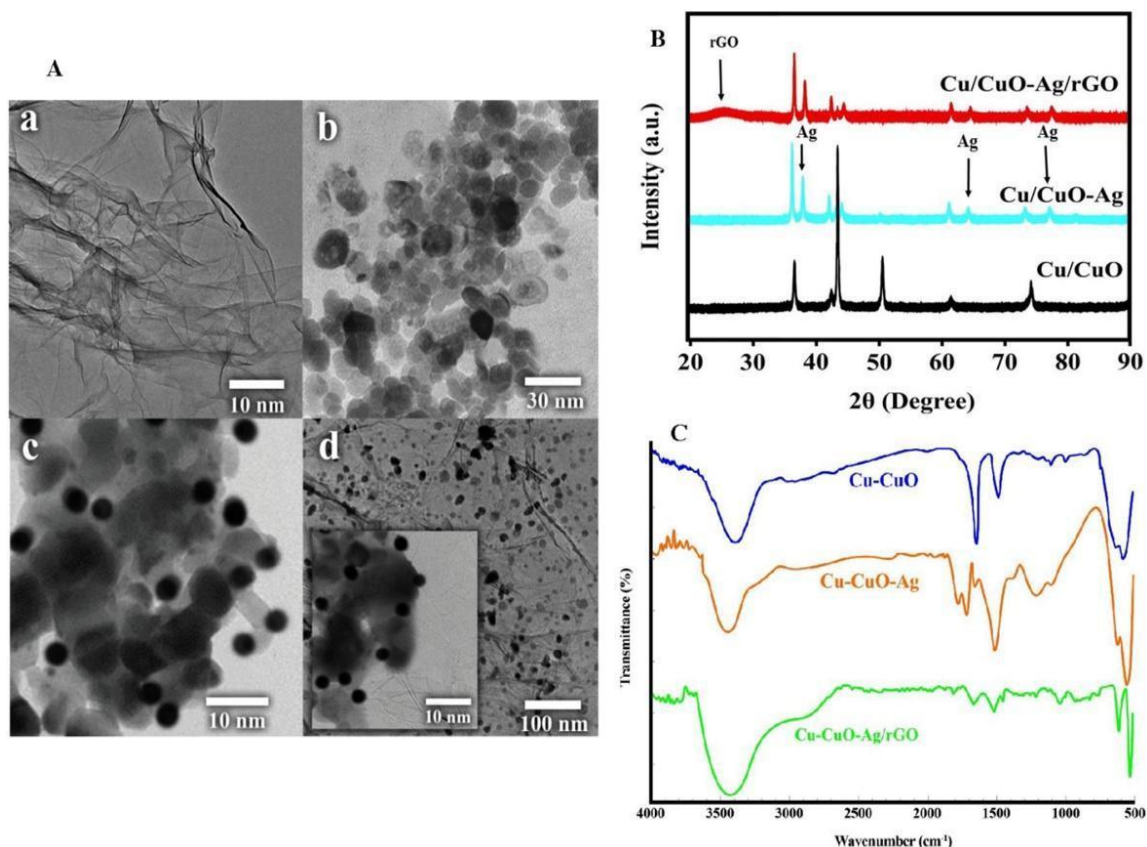 A
a
10 nm
b
30 nm
c
10 nm
d
10 nm
100 nm
B
rGO
Cu/CuO-Ag/rGO
Ag
Ag
Ag
Cu/CuO-Ag
Cu/CuO
Intensity (a.u.)
20 30 40 50 60 70 80 90
2θ (Degree)
C
Cu-CuO
Cu-CuO-Ag
Cu-CuO-Ag/rGO
Transmittance (%)
4000 3500 3000 2500 2000 1500 1000 500
Wavenumber (cm⁻¹)